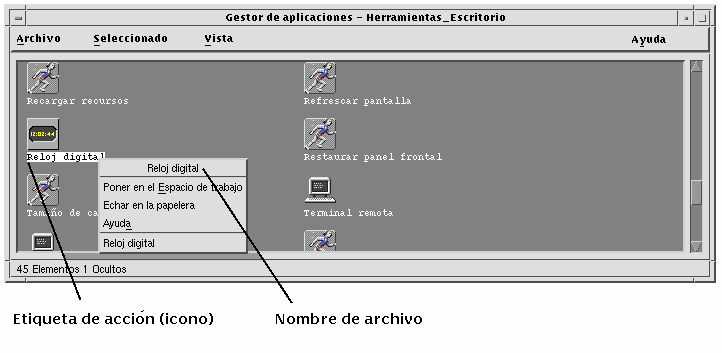 Gestor de aplicaciones - Herramientas_Escritorio
Archivo Seleccionado Vista Ayuda
Recargar recursos Refrescar pantalla
12:02:44
Reloj digital Restaurar panel frontal
Reloj digital
Poner en el Espacio de trabajo
Tamaño de ca Echar en la papelera Terminal remota
Ayuda
Reloj digital
45 Elementos 1 Ocultos
Etiqueta de acción (icono) Nombre de archivo